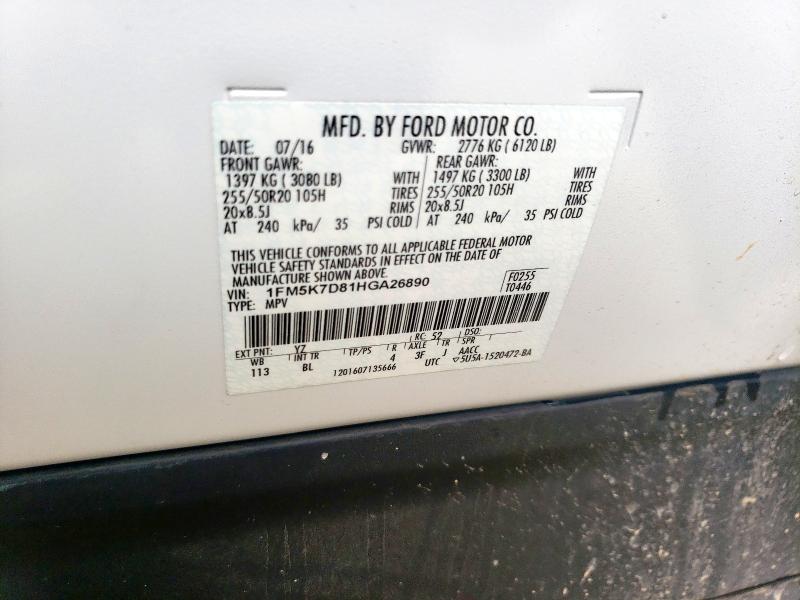 MFD. BY FORD MOTOR CO.
DATE: 07/16 GVWR: 2776 KG ( 6120 LB)
FRONT GAWR: REAR GAWR:
1397 KG ( 3080 LB) WITH 1497 KG ( 3300 LB) WITH
255/50R20 105H TIRES 255/50R20 105H TIRES
20x8.5J RIMS 20x8.5J RIMS
AT 240 kPa/ 35 PSI COLD AT 240 kPa/ 35 PSI COLD
THIS VEHICLE CONFORMS TO ALL APPLICABLE FEDERAL MOTOR
VEHICLE SAFETY STANDARDS IN EFFECT ON THE DATE OF
MANUFACTURE SHOWN ABOVE.
VIN: 1FM5K7D81HGA26890 F0255
TYPE: MPV T0446
EXT PNT: YZ RC: 52 DSO:
WB INT TR TP/PS R AXLE TR SPR
113 BL 4 3F J AACC
1201607135666 UTC 5U5A-1520472-BA